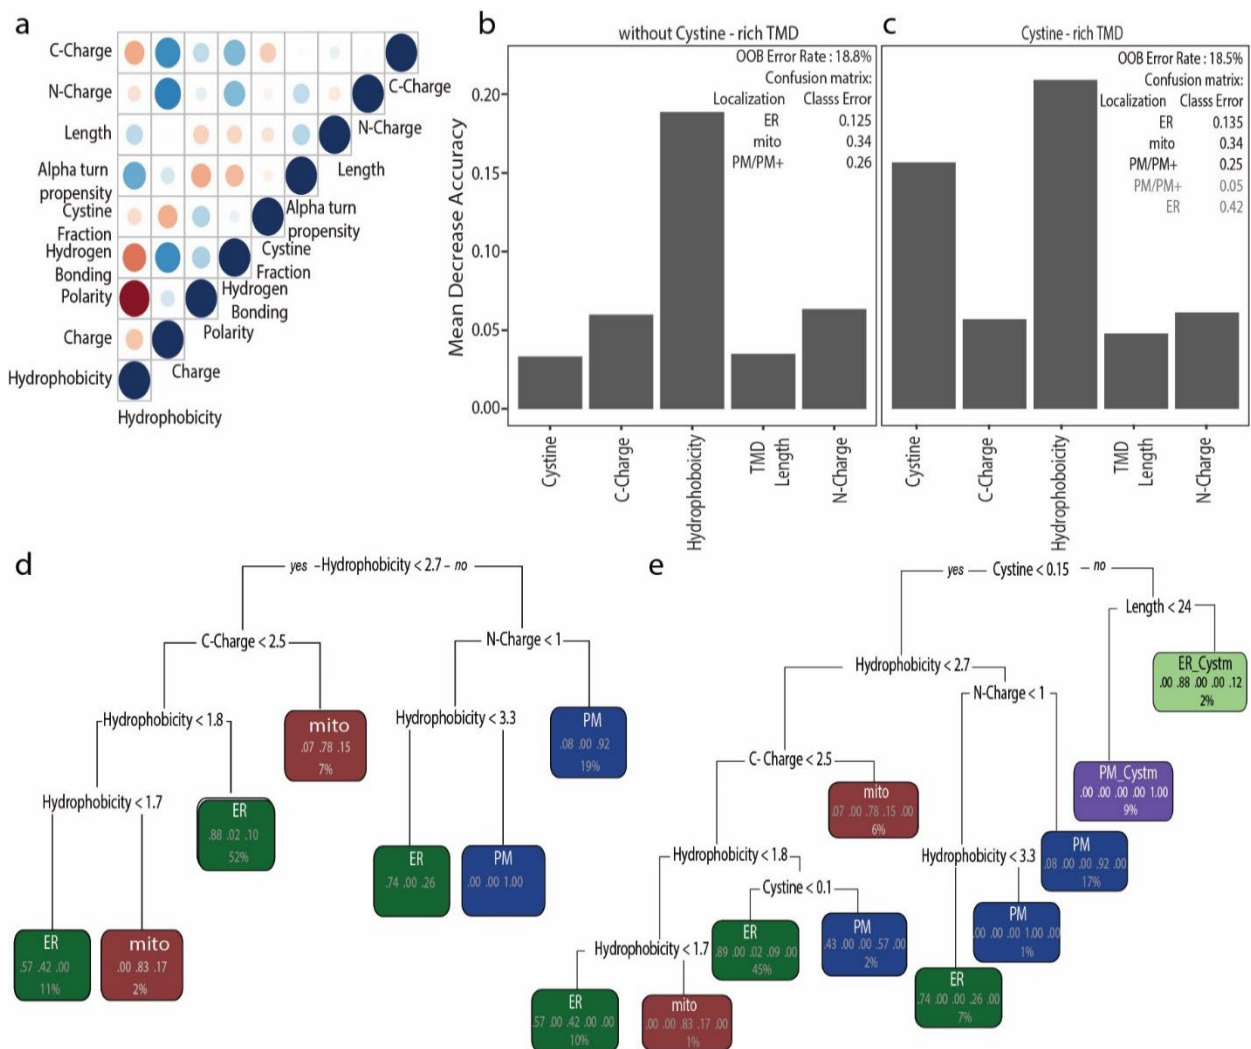 a
C-Charge
N-Charge
Length
Alpha turn
propensity
Cystine
Fraction
Hydrogen
Bonding
Polarity
Charge
Hydrophobicity
C-Charge
N-Charge
Length
Alpha turn
propensity
Cystine
Fraction
Hydrogen
Bonding
Polarity
Charge
Hydrophobicity
b
without Cystine - rich TMD
Mean Decrease Accuracy
0.20
0.15
0.10
0.05
0.00
OOB Error Rate : 18.8%
Confusion matrix:
Localization Classs Error
ER 0.125
mito 0.34
PM/PM+ 0.26
Cystine
C-Charge
Hydrophoboicity
TMD
Length
N-Charge
c
Cystine - rich TMD
OOB Error Rate : 18.5%
Confusion matrix:
Localization Classs Error
ER 0.135
mito 0.34
PM/PM+ 0.25
PM/PM+ 0.05
ER 0.42
Cystine
C-Charge
Hydrophoboicity
TMD
Length
N-Charge
d
yes Hydrophobicity < 2.7 no
C-Charge < 2.5
N-Charge < 1
Hydrophobicity < 1.8
mito
.07 .78 .15
7%
Hydrophobicity < 3.3
PM
.08 .00 .92
19%
Hydrophobicity < 1.7
ER
.88 .02 .10
52%
ER
.74 .00 .26
PM
.00 .00 1.00
ER
.57 .42 .00
11%
mito
.00 .83 .17
2%
e
yes Cystine < 0.15 no
Length < 24
Hydrophobicity < 2.7
ER_Cystm
.00 .88 .00 .00 .12
2%
N-Charge < 1
C- Charge < 2.5
PM_Cystm
.00 .00 .00 .00 1.00
9%
mito
.07 .00 .78 .15 .00
6%
Hydrophobicity < 1.8
Hydrophobicity < 3.3
PM
.08 .00 .00 .92 .00
17%
Cystine < 0.1
ER
.89 .00 .02 .09 .00
45%
PM
.43 .00 .00 .57 .00
2%
PM
.00 .00 .00 1.00 .00
1%
Hydrophobicity < 1.7
ER
.74 .00 .00 .26 .00
7%
ER
.57 .00 .42 .00 .00
10%
mito
.00 .00 .83 .17 .00
1%